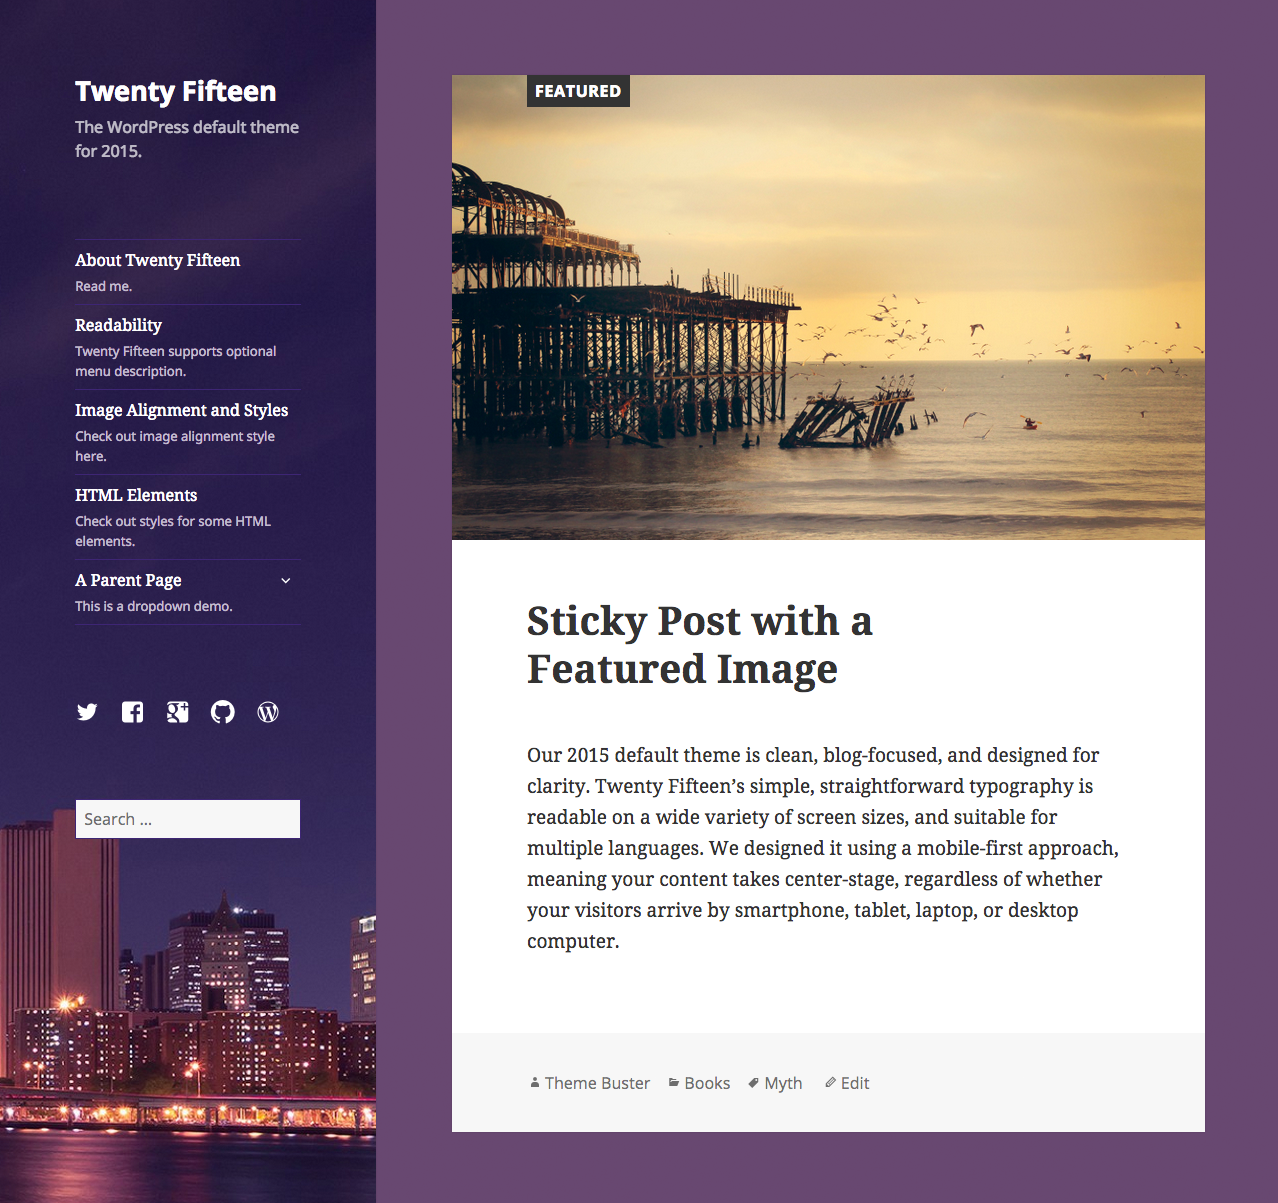 Twenty Fifteen
The WordPress default theme
for 2015.
About Twenty Fifteen
Read me.
Readability
Twenty Fifteen supports optional
menu description.
Image Alignment and Styles
Check out image alignment style
here.
HTML Elements
Check out styles for some HTML
elements.
A Parent Page
This is a dropdown demo.
Search ...
FEATURED
Sticky Post with a
Featured Image
Our 2015 default theme is clean, blog-focused, and designed for
clarity. Twenty Fifteen’s simple, straightforward typography is
readable on a wide variety of screen sizes, and suitable for
multiple languages. We designed it using a mobile-first approach,
meaning your content takes center-stage, regardless of whether
your visitors arrive by smartphone, tablet, laptop, or desktop
computer.
Theme Buster Books Myth Edit